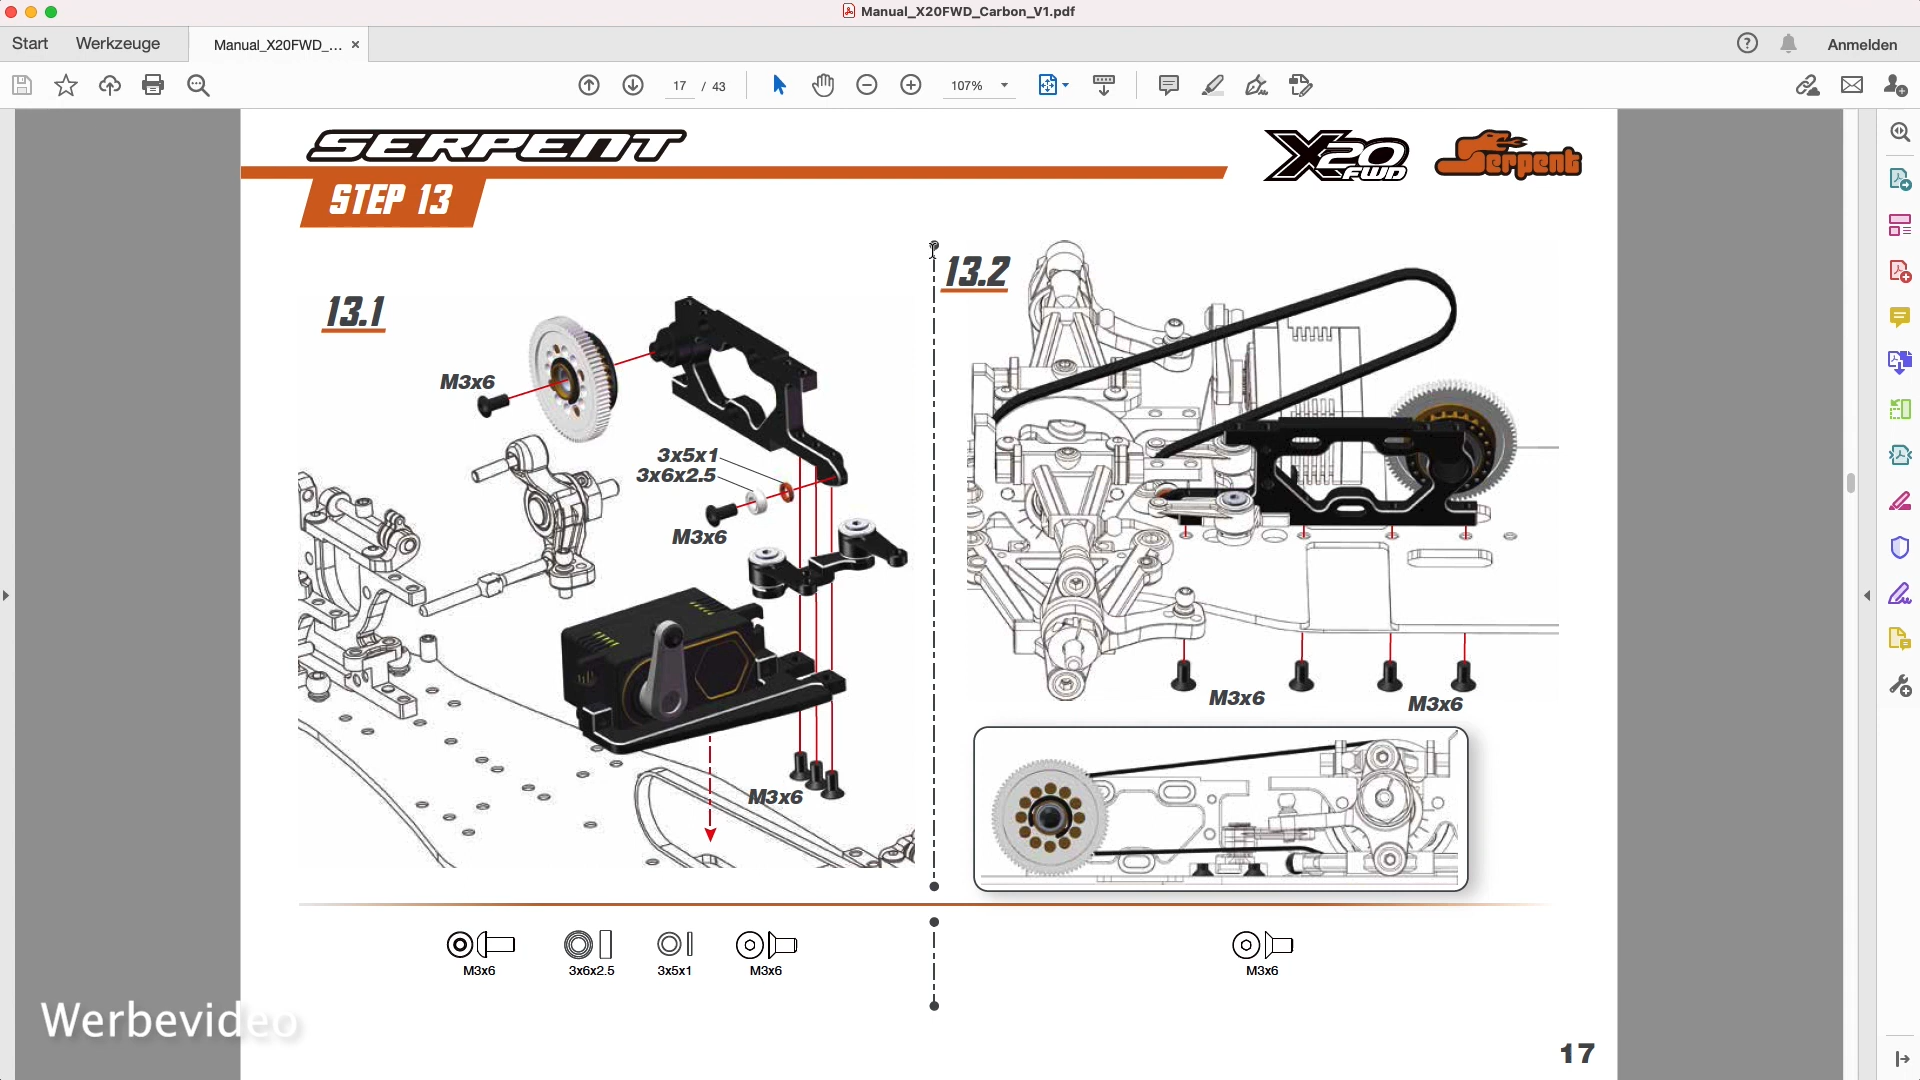 Manual_X20FWD_Carbon_V1.pdf
Start
Werkzeuge
Manual_X20FWD_... ×
Anmelden
17 / 43
107%
SERPENT
X20 FWD
Serpent
STEP 13
13.1
M3x6
3x5x1
3x6x2.5
M3x6
M3x6
13.2
M3x6
M3x6
M3x6
3x6x2.5
3x5x1
M3x6
M3x6
Werbevideo
17